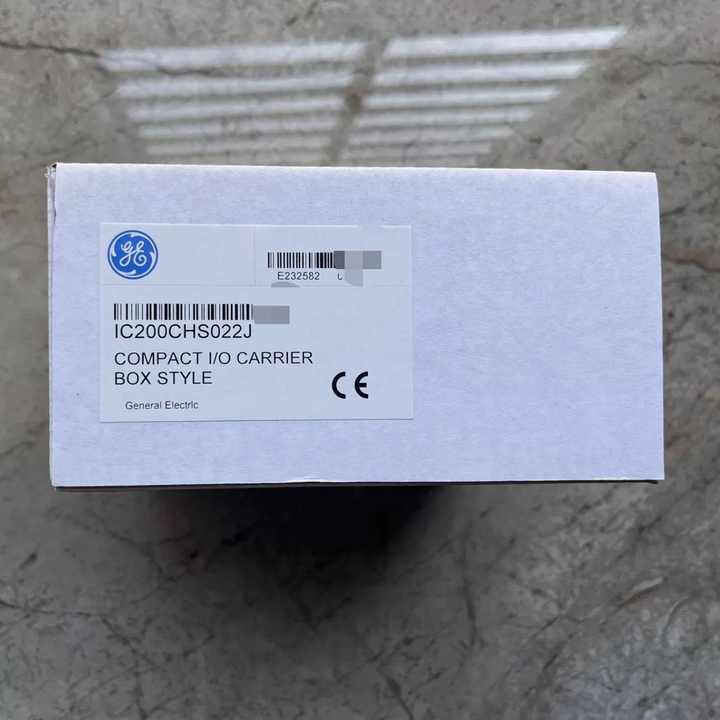 GE
E232582
IC200CHS022J
COMPACT I/O CARRIER
BOX STYLE
CE
General Electric